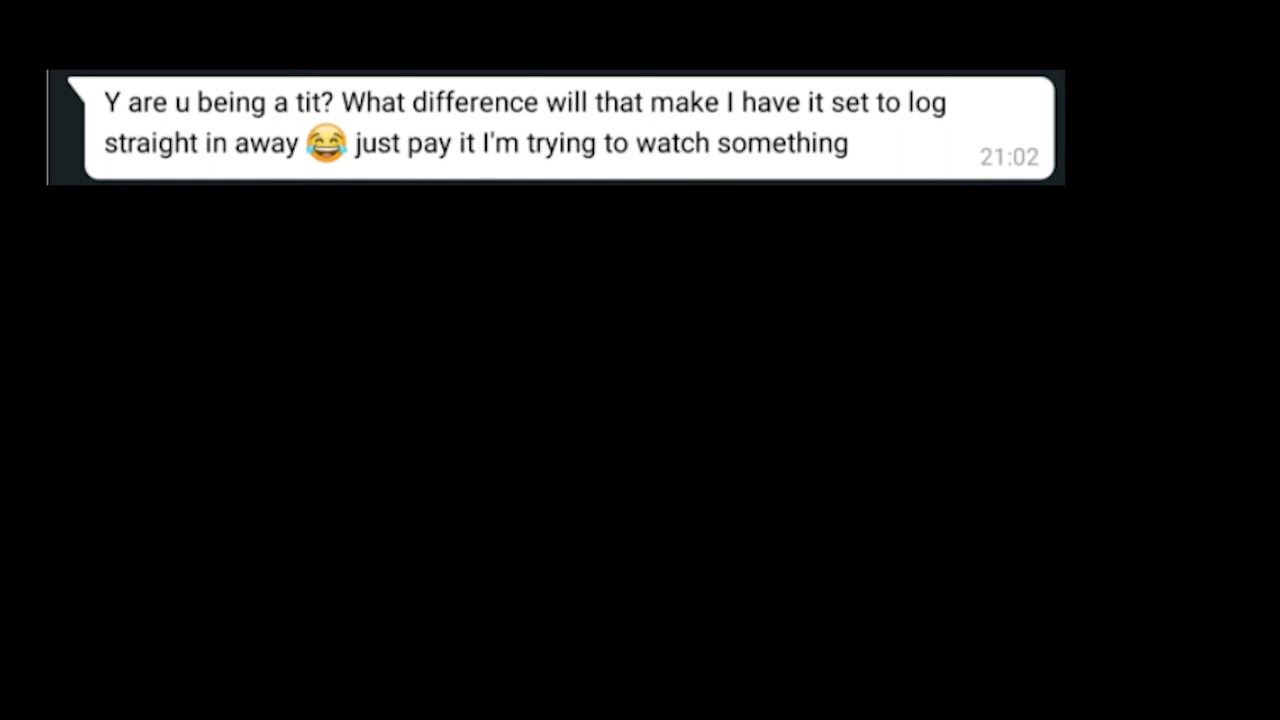 Y are u being a tit? What difference will that make I have it set to log
straight in away 😂 just pay it I'm trying to watch something
21:02